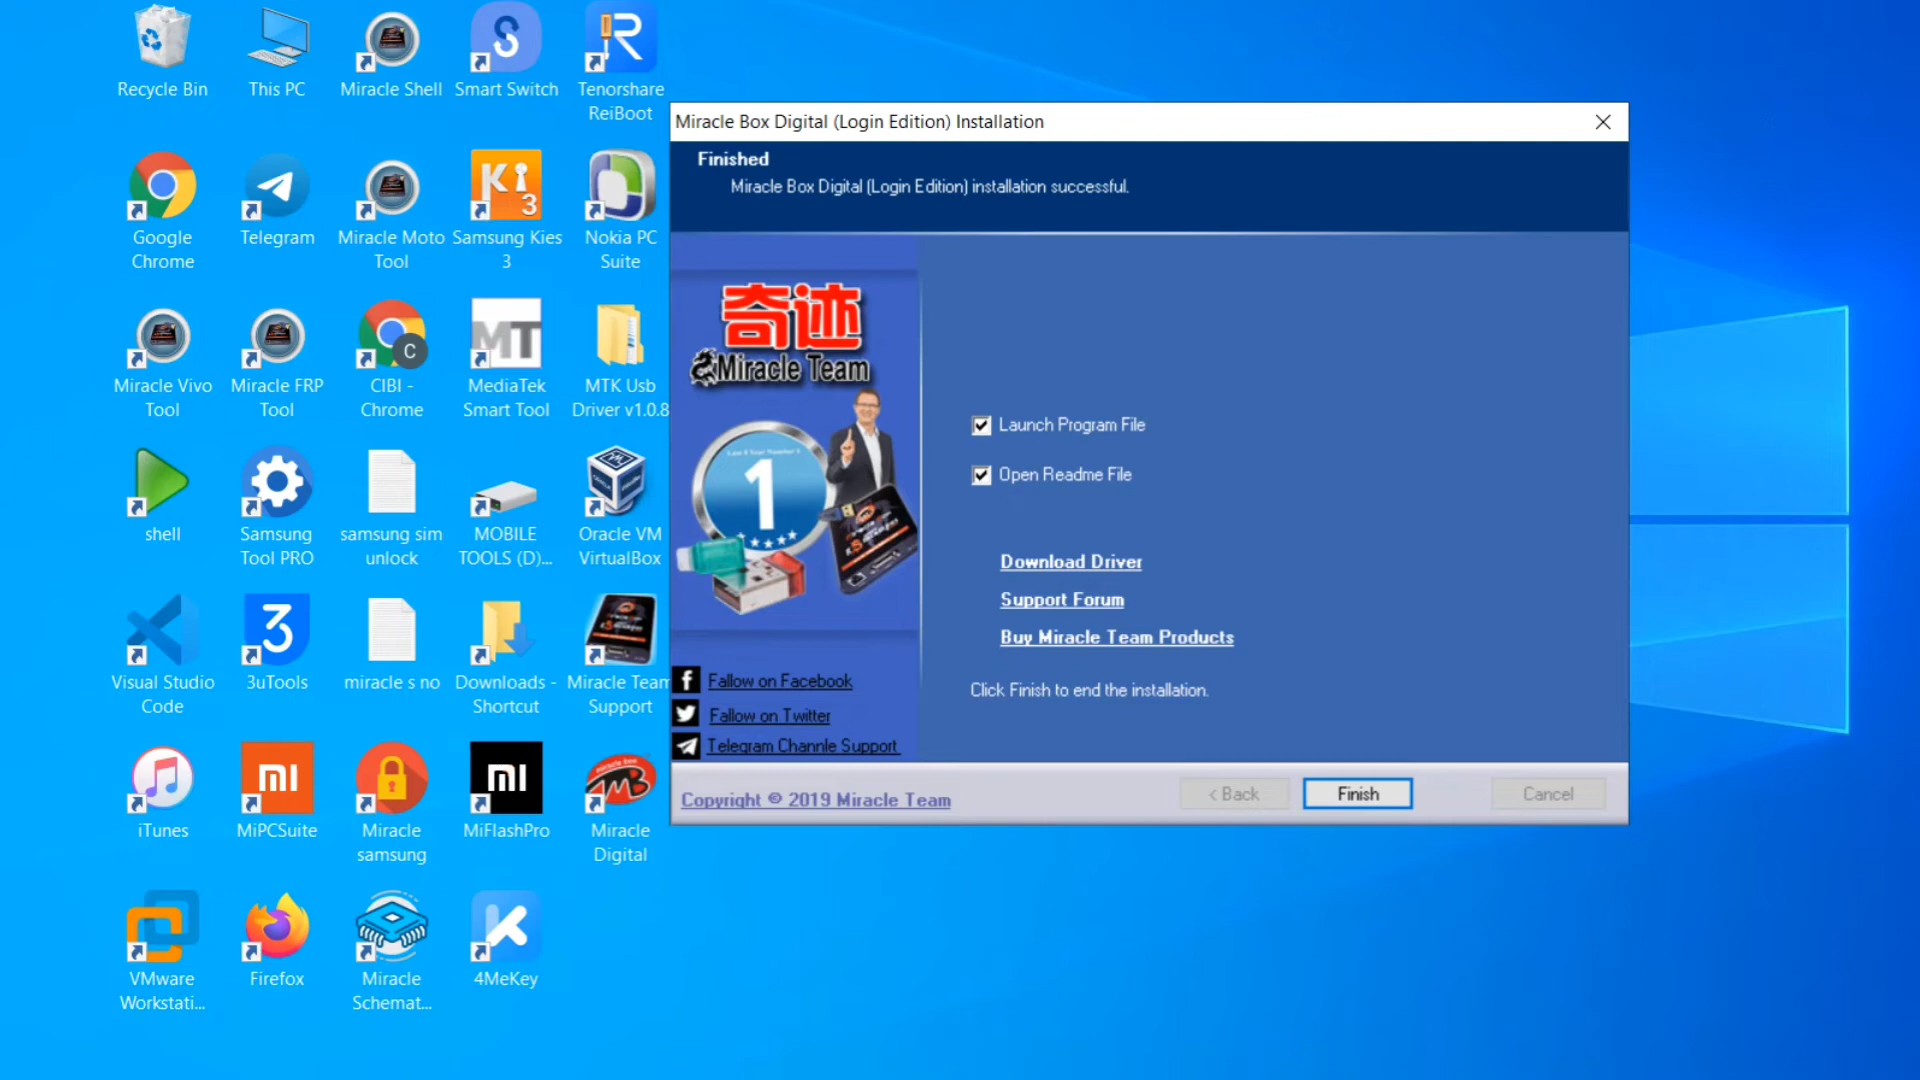 Recycle Bin
This PC
Miracle Shell
Smart Switch
Tenorshare
ReiBoot
Google
Chrome
Telegram
Miracle Moto
Tool
Samsung Kies
3
Nokia PC
Suite
Miracle Vivo
Tool
Miracle FRP
Tool
CIBI -
Chrome
MediaTek
Smart Tool
MTK Usb
Driver v1.0.8
shell
Samsung
Tool PRO
samsung sim
unlock
MOBILE
TOOLS (D)...
Oracle VM
VirtualBox
Visual Studio
Code
3uTools
miracle s no
Downloads -
Shortcut
Miracle Team
Support
iTunes
MiPCSuite
Miracle
samsung
MiFlashPro
Miracle
Digital
VMware
Workstati...
Firefox
Miracle
Schemat...
4MeKey
Miracle Box Digital (Login Edition) Installation
Finished
Miracle Box Digital (Login Edition) installation successful.
奇迹
Miracle Team
1
Launch Program File
Open Readme File
Download Driver
Support Forum
Buy Miracle Team Products
Click Finish to end the installation.
Fallow on Facebook
Fallow on Twitter
Telegram Channle Support
Copyright © 2019 Miracle Team
< Back
Finish
Cancel